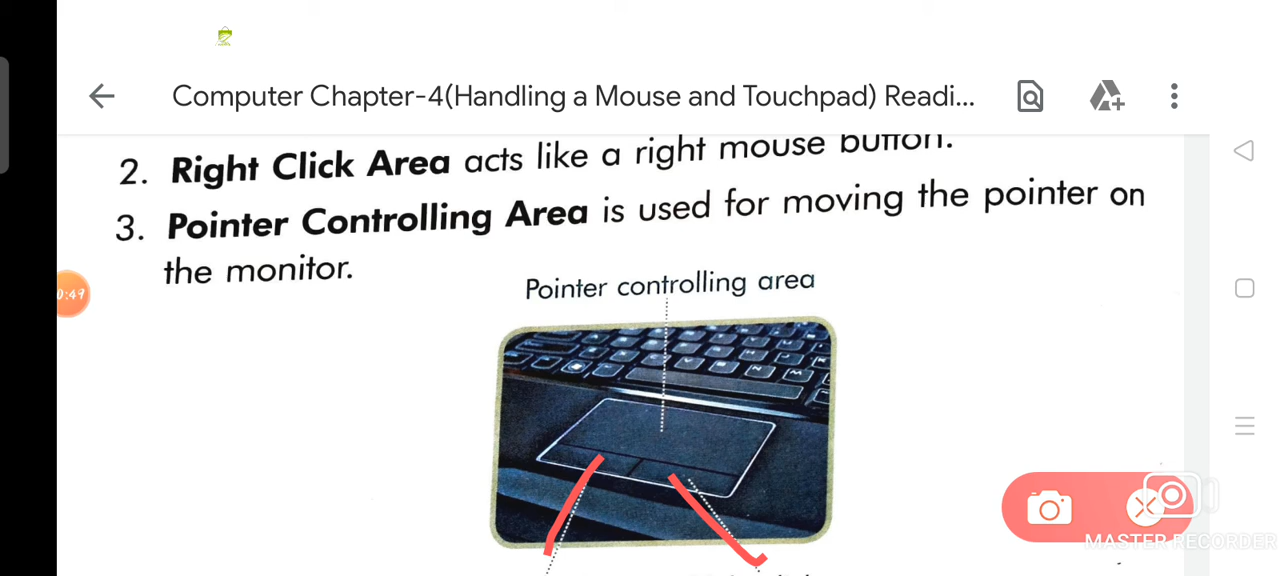 Computer Chapter-4(Handling a Mouse and Touchpad) Readi...
2. Right Click Area acts like a right mouse button.
3. Pointer Controlling Area is used for moving the pointer on
the monitor.
0:49
Pointer controlling area
MASTER RECORDER